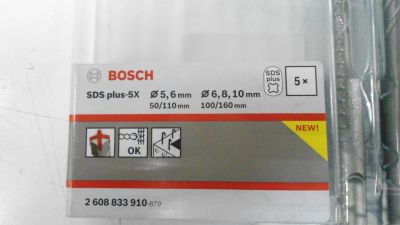 BOSCH
SDS plus-5X
Ø 5, 6 mm
50/110 mm
Ø 6, 8, 10 mm
100/160 mm
SDS
plus
5 ×
NEW!
OK
2 608 833 910-879